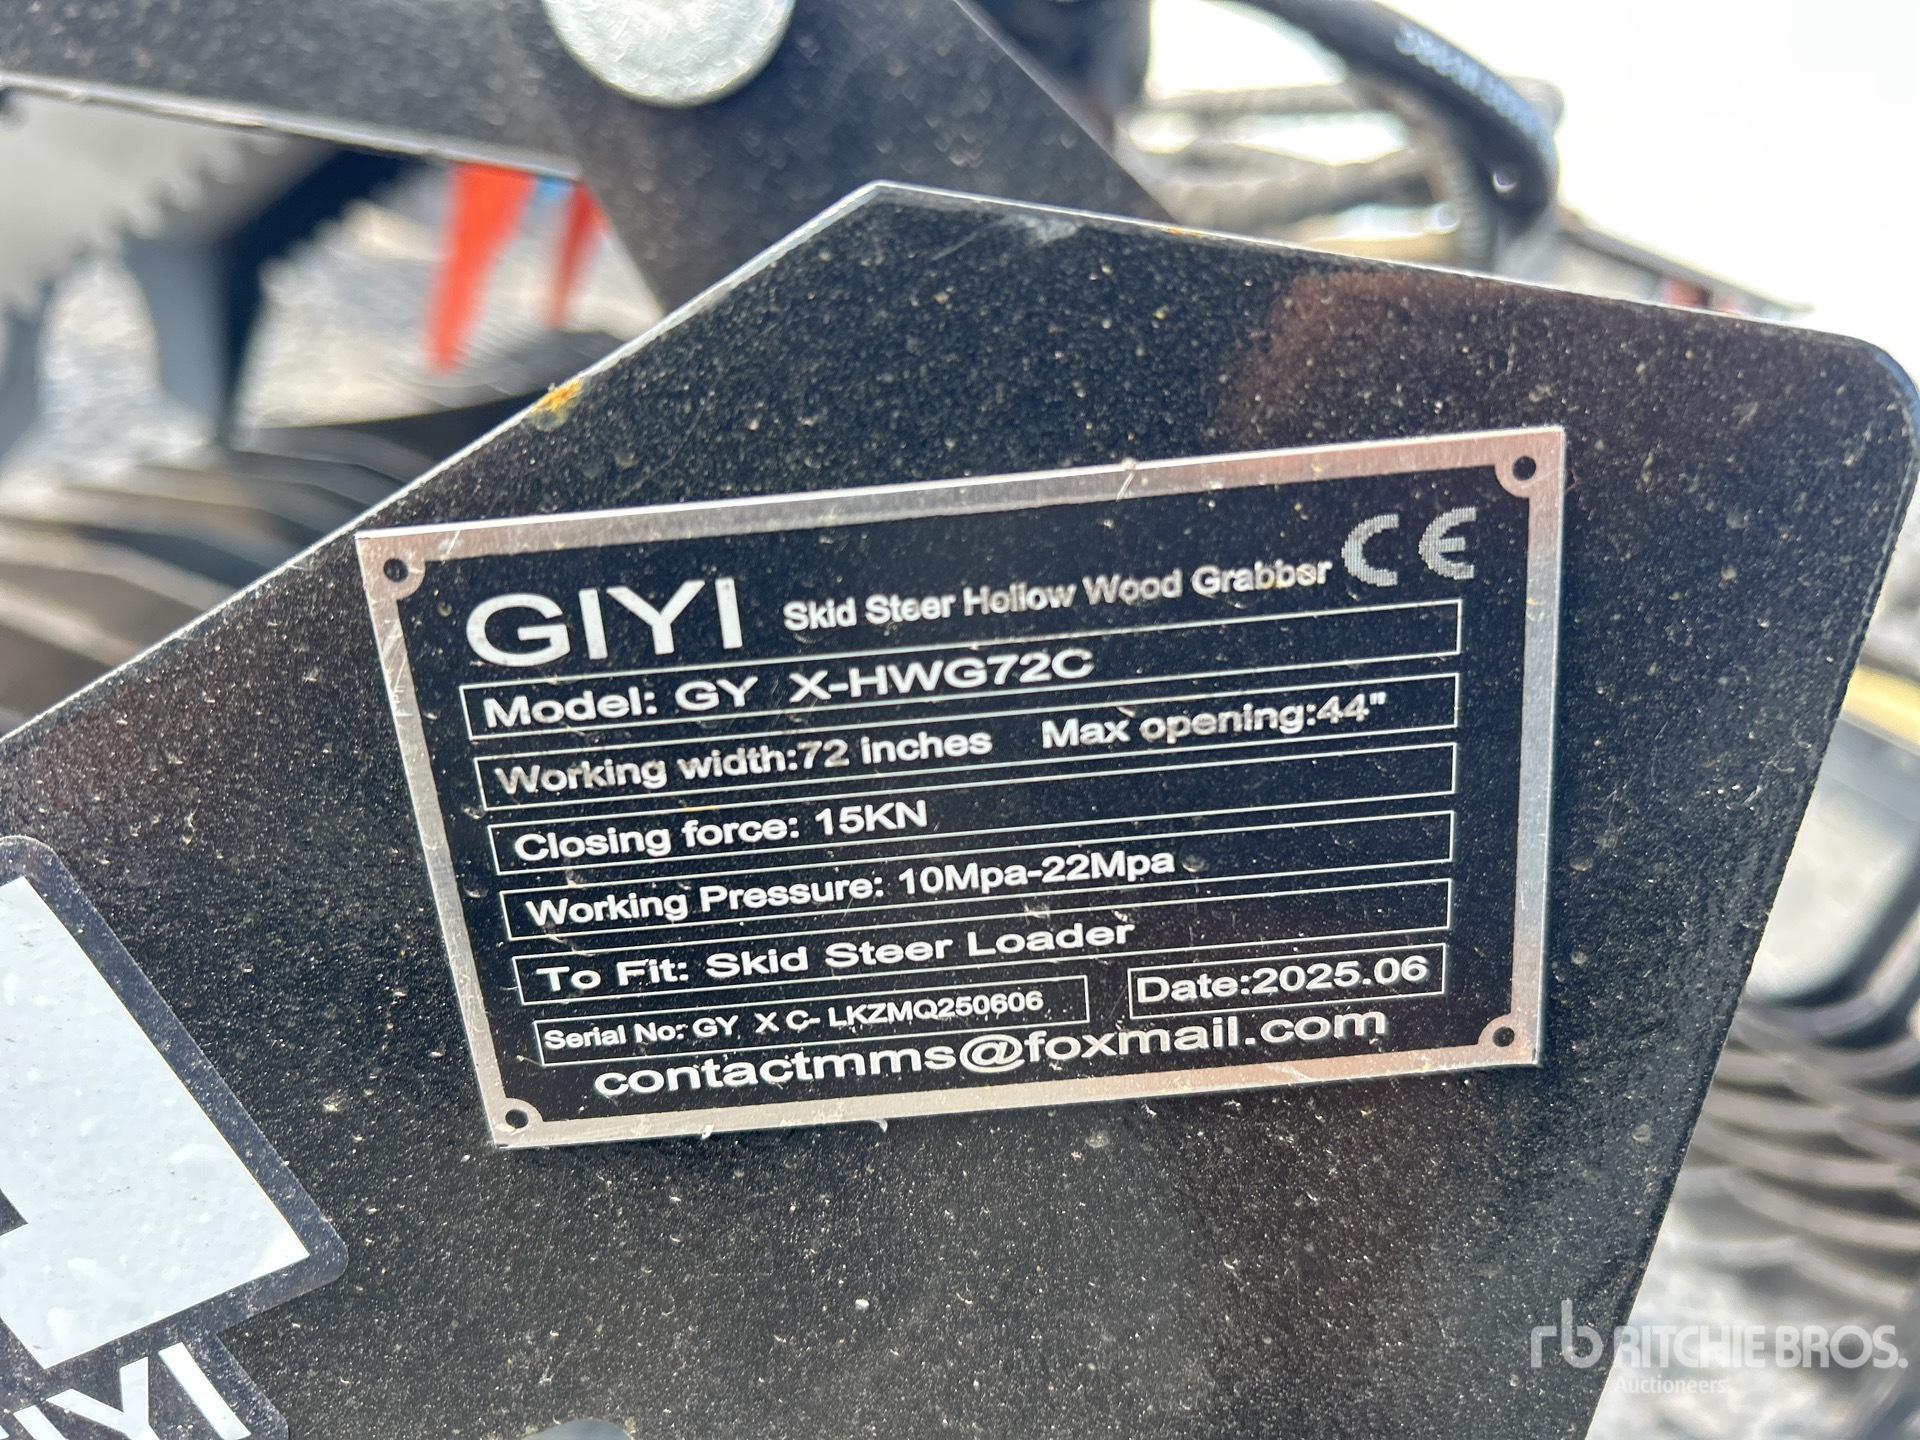 GIYI Skid Steer Hollow Wood Grabber CE
Model: GY X-HWG72C
Working width:72 inches Max opening:44"
Closing force: 15KN
Working Pressure: 10Mpa-22Mpa
To Fit: Skid Steer Loader
Serial No: GY X C- LKZMQ250606 Date:2025.06
contactmms@foxmail.com
IYI
rb RITCHIE BROS.
Auctioneers